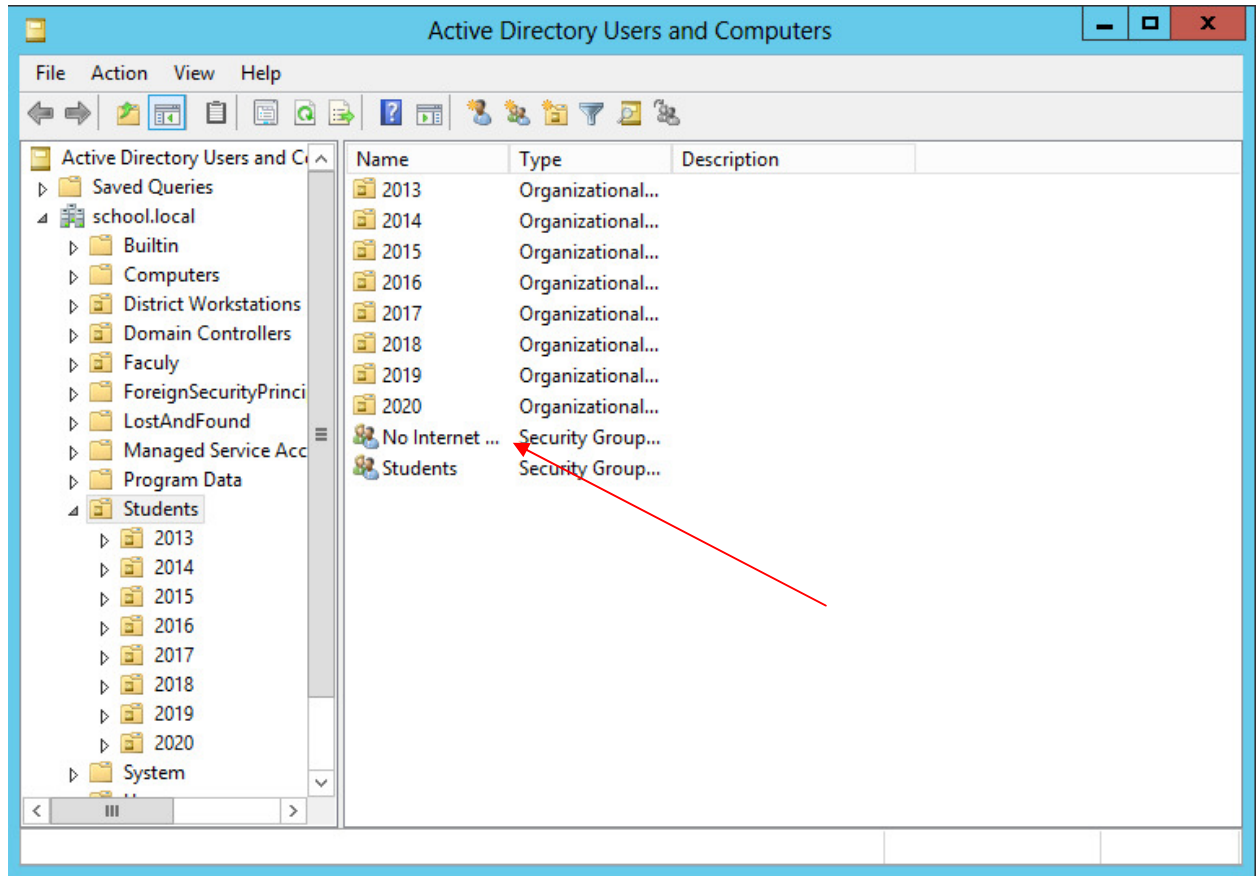 Active Directory Users and Computers
File Action View Help
Active Directory Users and C
Saved Queries
school.local
Builtin
Computers
District Workstations
Domain Controllers
Faculy
ForeignSecurityPrinci
LostAndFound
Managed Service Acc
Program Data
Students
2013
2014
2015
2016
2017
2018
2019
2020
System
Name Type Description
2013 Organizational...
2014 Organizational...
2015 Organizational...
2016 Organizational...
2017 Organizational...
2018 Organizational...
2019 Organizational...
2020 Organizational...
No Internet ... Security Group...
Students Security Group...